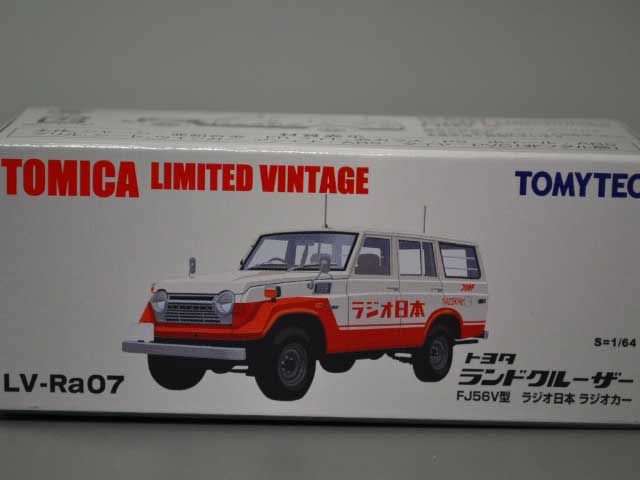 TOMICA LIMITED VINTAGE
TOMYTEC
ラジオ日本
1422KHz
S=1/64
LV-Ra07
トヨタ
ランドクルーザー
FJ56V型 ラジオ日本 ラジオカー